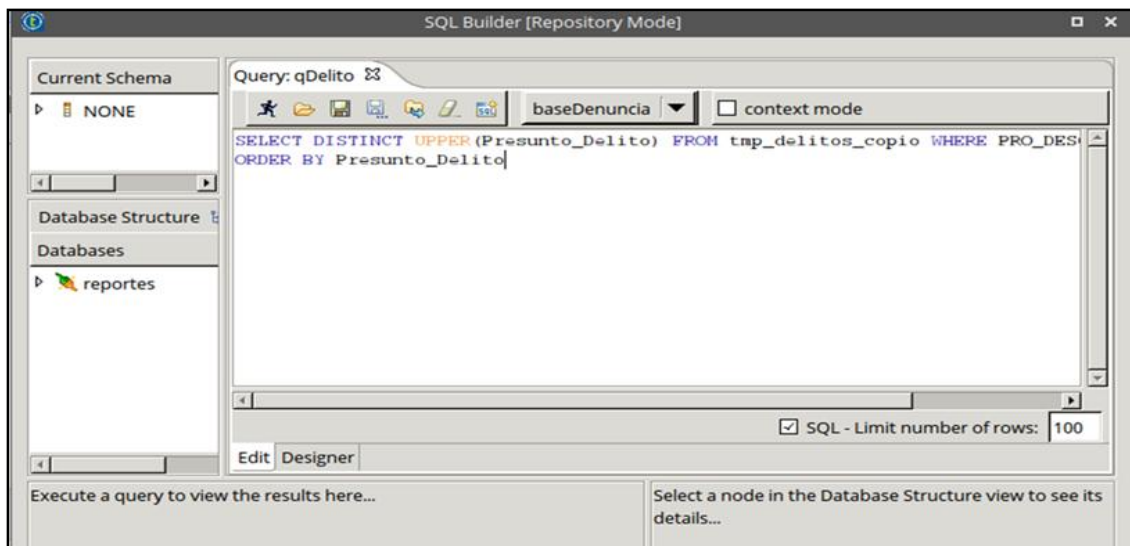 SQL Builder [Repository Mode]
Current Schema
NONE
Database Structure
Databases
reportes
Query: qDelito
baseDenuncia
context mode
SELECT DISTINCT UPPER(Presunto_Delito) FROM tmp_delitos_copio WHERE
ORDER BY Presunto_Delito
SQL - Limit number of rows: 100
Edit Designer
Execute a query to view the results here...
Select a node in the Database Structure view to see its
details...